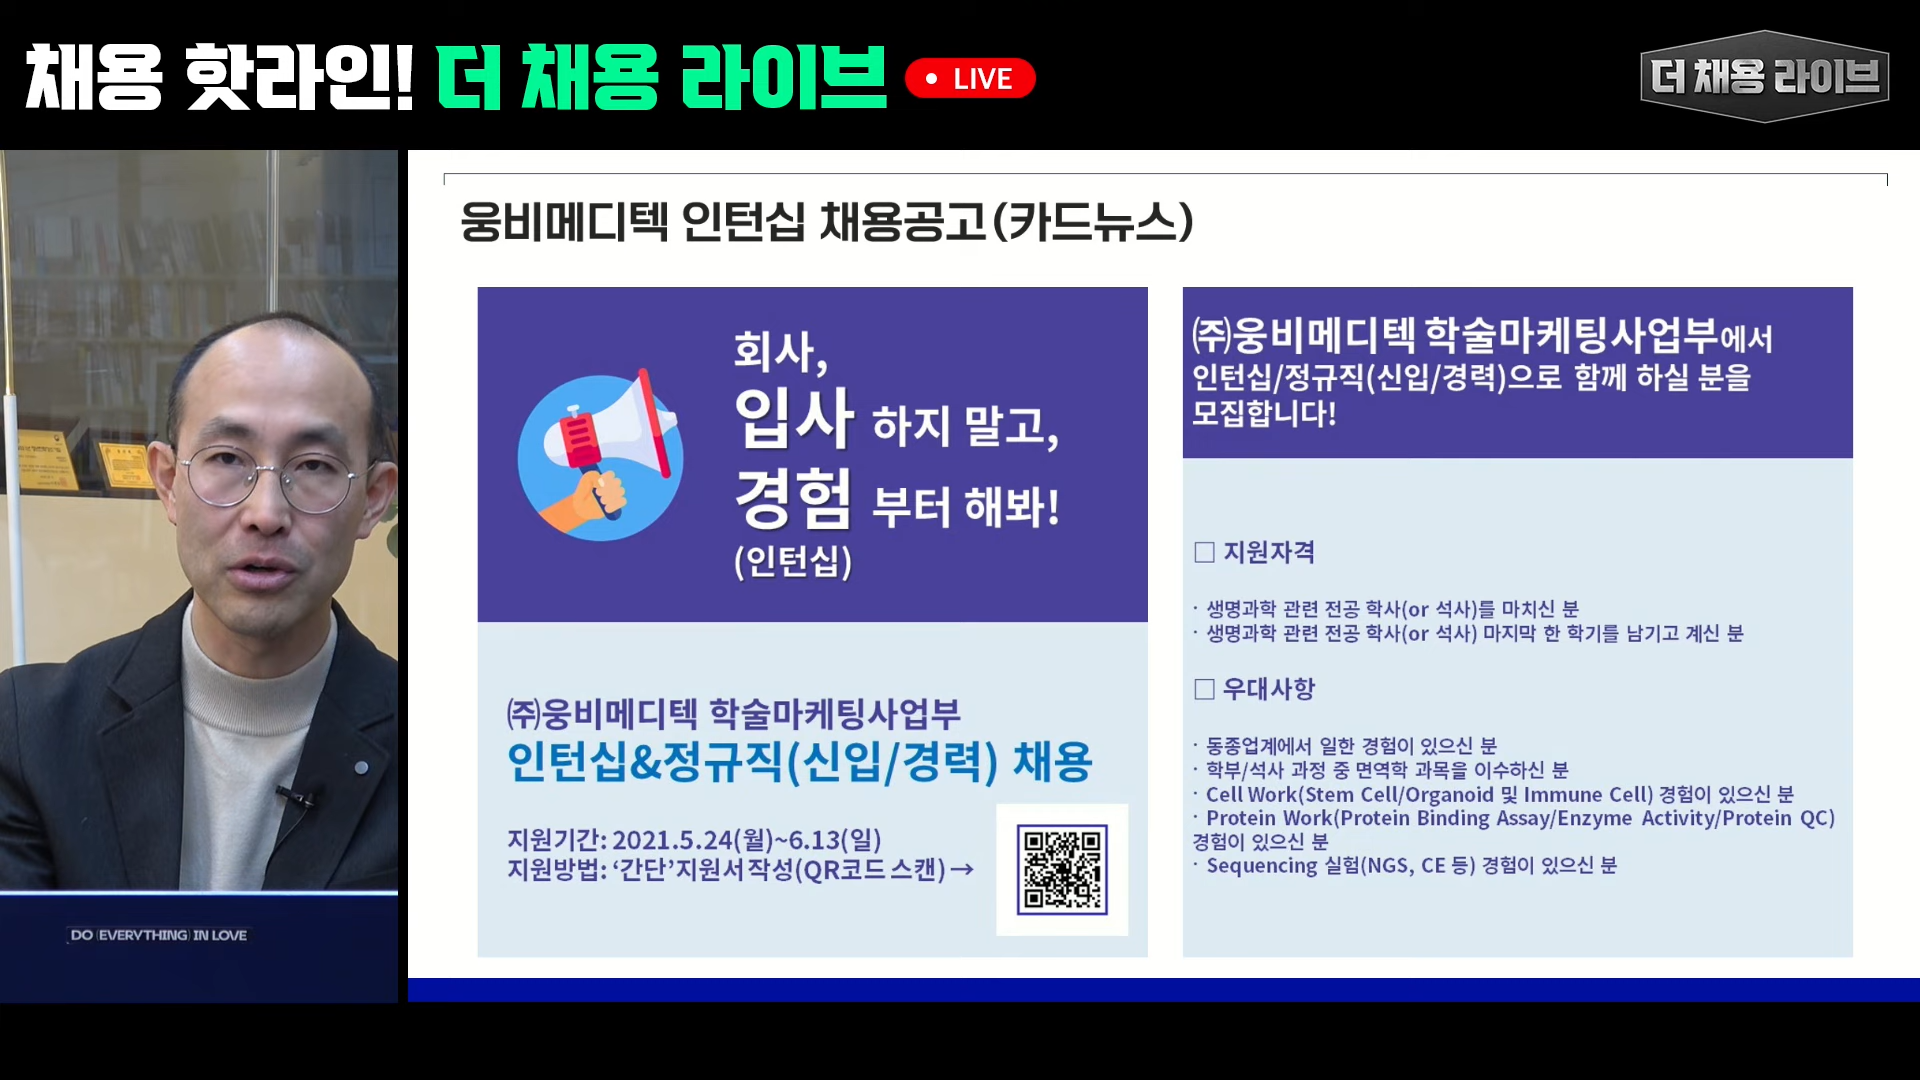 채용 핫라인! 더 채용 라이브
LIVE
더 채용 라이브
웅비메디텍 인턴십 채용공고(카드뉴스)
회사,
입사 하지 말고,
경험 부터 해봐!
(인턴십)
㈜웅비메디텍 학술마케팅사업부
인턴십&정규직(신입/경력) 채용
지원기간: 2021.5.24(월)~6.13(일)
지원방법: ‘간단’지원서작성(QR코드 스캔)→
㈜웅비메디텍 학술마케팅사업부에서
인턴십/정규직(신입/경력)으로 함께 하실 분을
모집합니다!
□ 지원자격
· 생명과학 관련 전공 학사(or 석사)를 마치신 분
· 생명과학 관련 전공 학사(or 석사) 마지막 한 학기를 남기고 계신 분
□ 우대사항
· 동종업계에서 일한 경험이 있으신 분
· 학부/석사 과정 중 면역학 과목을 이수하신 분
· Cell Work(Stem Cell/Organoid 및 Immune Cell) 경험이 있으신 분
· Protein Work(Protein Binding Assay/Enzyme Activity/Protein QC)
경험이 있으신 분
· Sequencing 실험(NGS, CE 등) 경험이 있으신 분
DO EVERYTHING IN LOVE